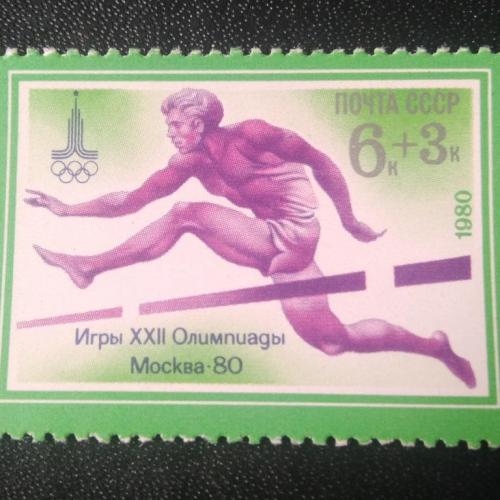 ПОЧТА СССР
6к+3к
1980
Игры XXII Олимпиады
Москва·80